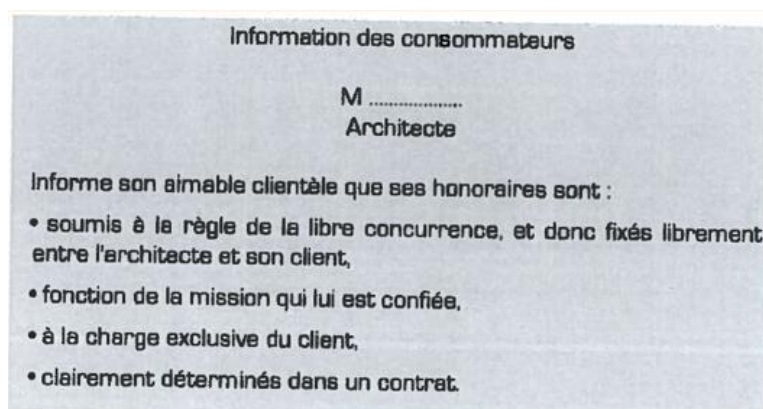 Information des consommateurs
M ...................
Architecte
Informe son aimable clientèle que ses honoraires sont :
• soumis à la règle de la libre concurrence, et donc fixés librement
entre l'architecte et son client,
• fonction de la mission qui lui est confiée,
• à la charge exclusive du client,
• clairement déterminés dans un contrat.